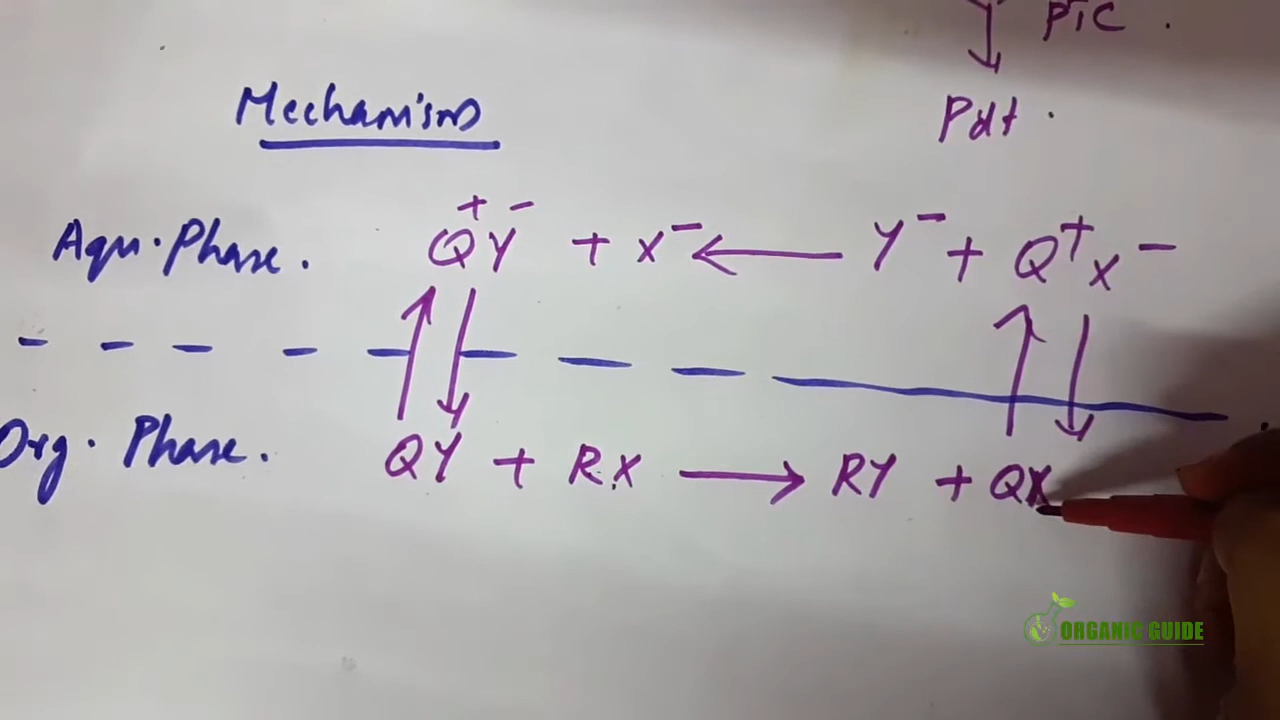 PTC .
Pdt .
Mechanism
Aqu. Phase. Q⁺Y⁻ + X⁻ ← Y⁻ + Q⁺X⁻
Org. Phase. QY + RX → RY + QX
ORGANIC GUIDE